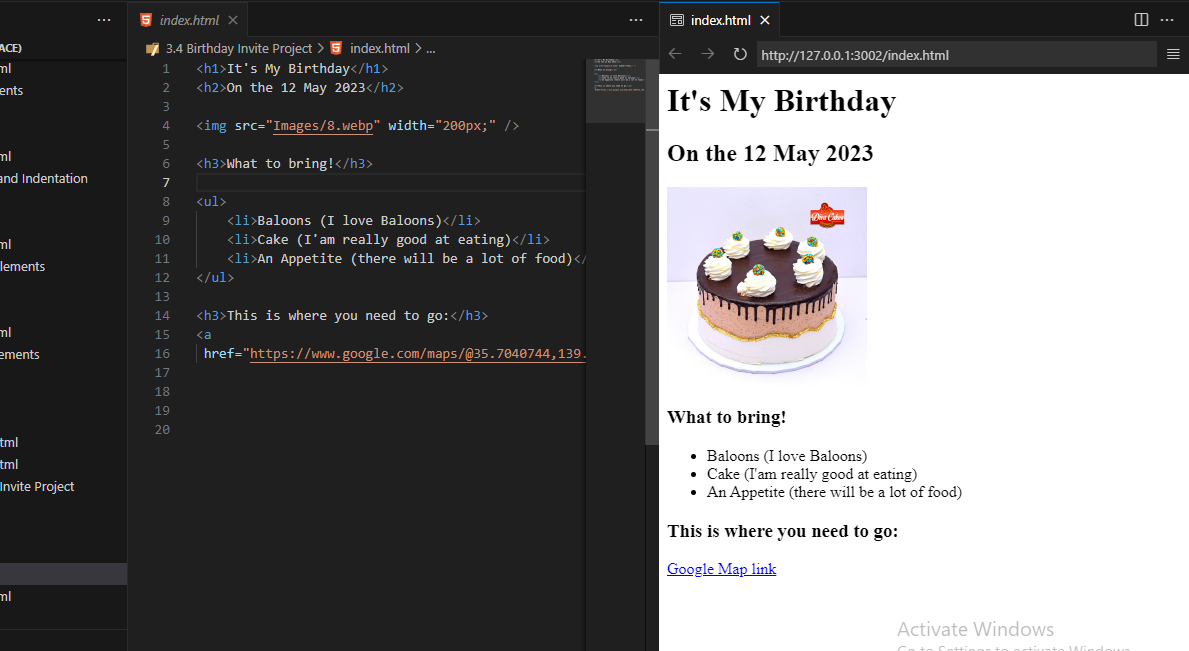 ACE)
ml
ents
ml
and Indentation
ml
lements
ml
ements
tml
tml
Invite Project
ml
index.html
3.4 Birthday Invite Project > index.html > ...
1 <h1>It's My Birthday</h1>
2 <h2>On the 12 May 2023</h2>
3
4 <img src="Images/8.webp" width="200px;" />
5
6 <h3>What to bring!</h3>
7
8 <ul>
9 <li>Baloons (I love Baloons)</li>
10 <li>Cake (I'am really good at eating)</li>
11 <li>An Appetite (there will be a lot of food)</
12 </ul>
13
14 <h3>This is where you need to go:</h3>
15 <a
16 href="https://www.google.com/maps/@35.7040744,139.
17
18
19
20
index.html
http://127.0.0.1:3002/index.html
It's My Birthday
On the 12 May 2023
Diva Cakes
What to bring!
• Baloons (I love Baloons)
• Cake (I'am really good at eating)
• An Appetite (there will be a lot of food)
This is where you need to go:
Google Map link
Activate Windows
Go to Settings to activate Windows.